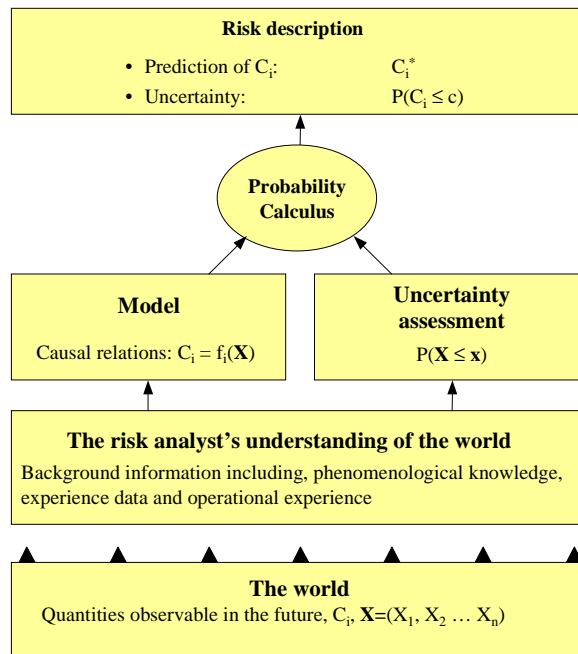 Risk description
• Prediction of Cᵢ: Cᵢ*
• Uncertainty: P(Cᵢ ≤ c)
Probability
Calculus
Model
Causal relations: Cᵢ = fᵢ(X)
Uncertainty
assessment
P(X ≤ x)
The risk analyst's understanding of the world
Background information including, phenomenological knowledge,
experience data and operational experience
The world
Quantities observable in the future, Cᵢ, X=(X₁, X₂ … Xₙ)